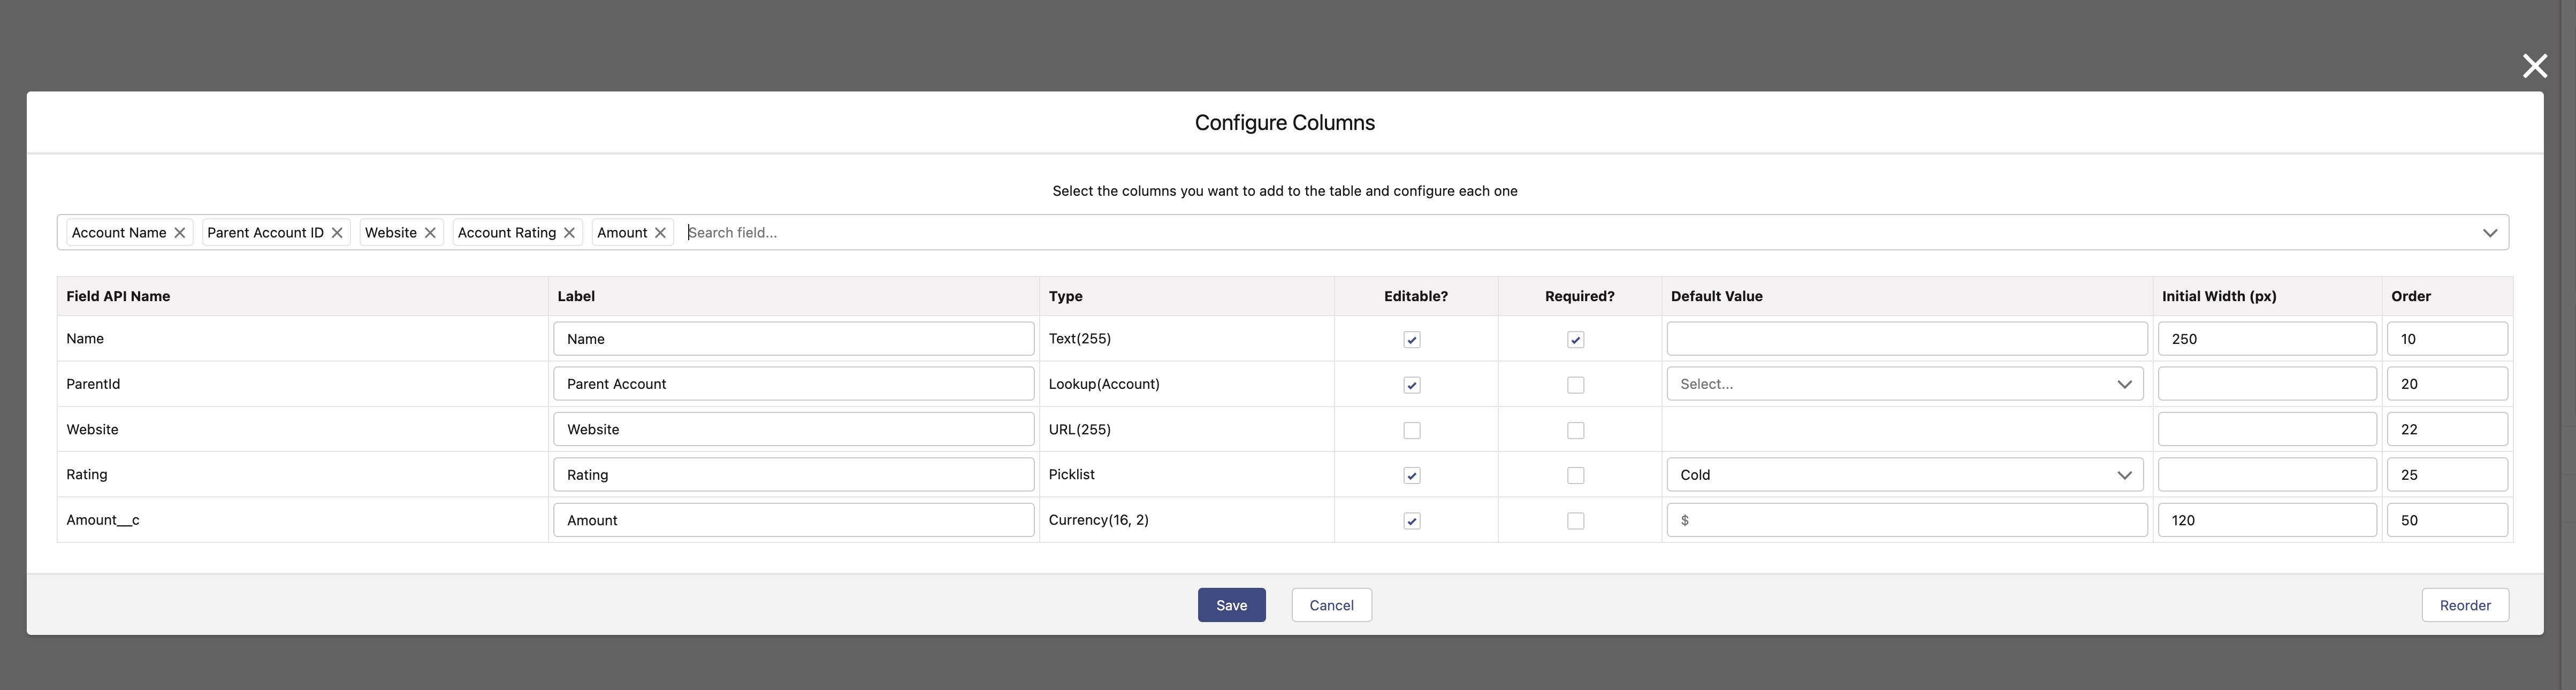 Configure Columns
Select the columns you want to add to the table and configure each one
Account Name Parent Account ID Website Account Rating Amount Search field...
Field API Name Label Type Editable? Required? Default Value Initial Width (px) Order
Name Name Text(255) 250 10
ParentId Parent Account Lookup(Account) Select... 20
Website Website URL(255) 22
Rating Rating Picklist Cold 25
Amount__c Amount Currency(16, 2) $ 120 50
Save Cancel Reorder